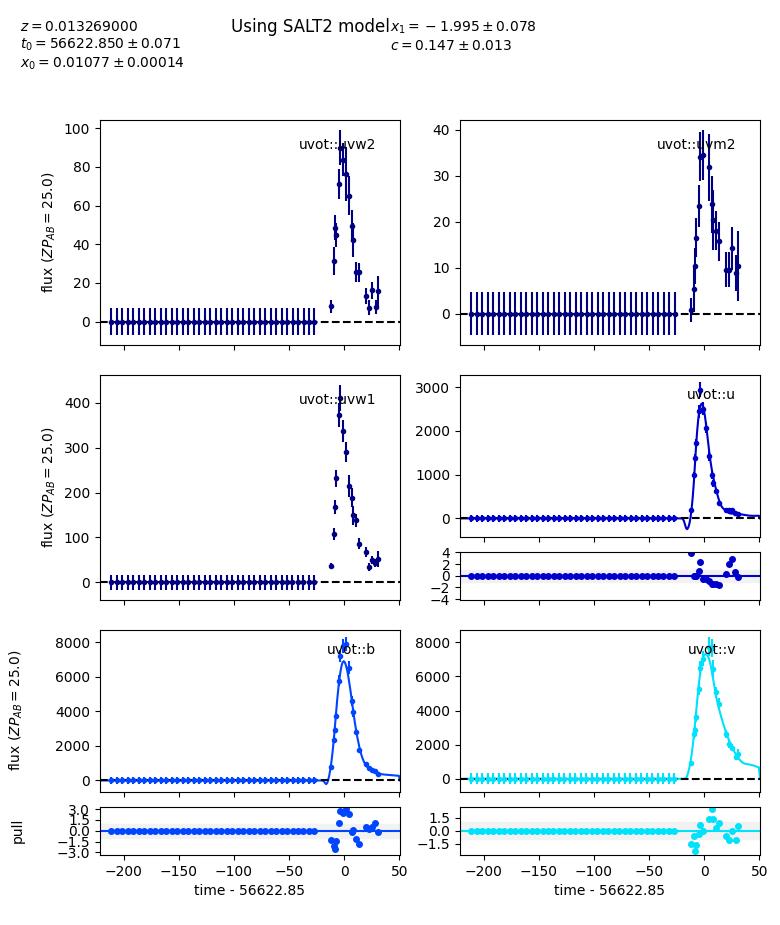 Using SALT2 model
z = 0.013269000
t₀ = 56622.850 ± 0.071
x₀ = 0.01077 ± 0.00014
x₁ = −1.995 ± 0.078
c = 0.147 ± 0.013
uvot::uvw2
100
80
60
40
20
0
flux (ZP_AB = 25.0)
uvot::uvm2
40
30
20
10
0
uvot::uvw1
400
300
200
100
0
flux (ZP_AB = 25.0)
uvot::u
3000
2000
1000
0
4
2
0
−2
−4
uvot::b
8000
6000
4000
2000
0
flux (ZP_AB = 25.0)
uvot::v
8000
6000
4000
2000
0
3.0
1.5
0.0
−1.5
−3.0
pull
−200 −150 −100 −50 0 50
time - 56622.85
1.5
0.0
−1.5
−200 −150 −100 −50 0 50
time - 56622.85